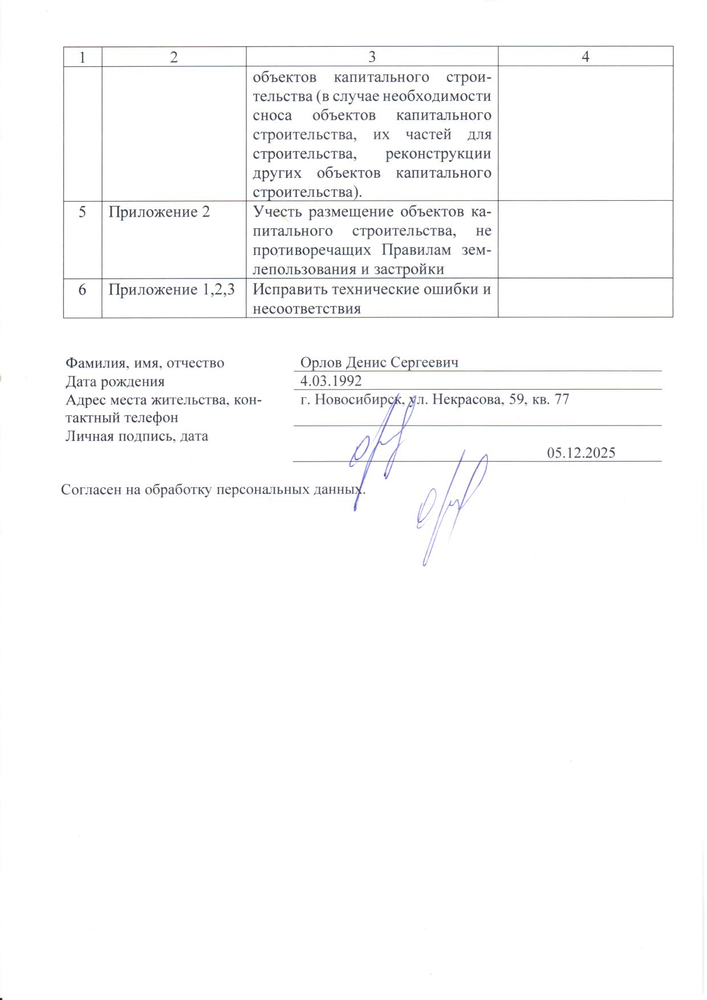 1 2 3 4
объектов капитального строи-
тельства (в случае необходимости
сноса объектов капитального
строительства, их частей для
строительства, реконструкции
других объектов капитального
строительства).
5 Приложение 2 Учесть размещение объектов ка-
питального строительства, не
противоречащих Правилам зем-
лепользования и застройки
6 Приложение 1,2,3 Исправить технические ошибки и
несоответствия
Фамилия, имя, отчество Орлов Денис Сергеевич
Дата рождения 4.03.1992
Адрес места жительства, кон- г. Новосибирск, ул. Некрасова, 59, кв. 77
тактный телефон
Личная подпись, дата
05.12.2025
Согласен на обработку персональных данных.